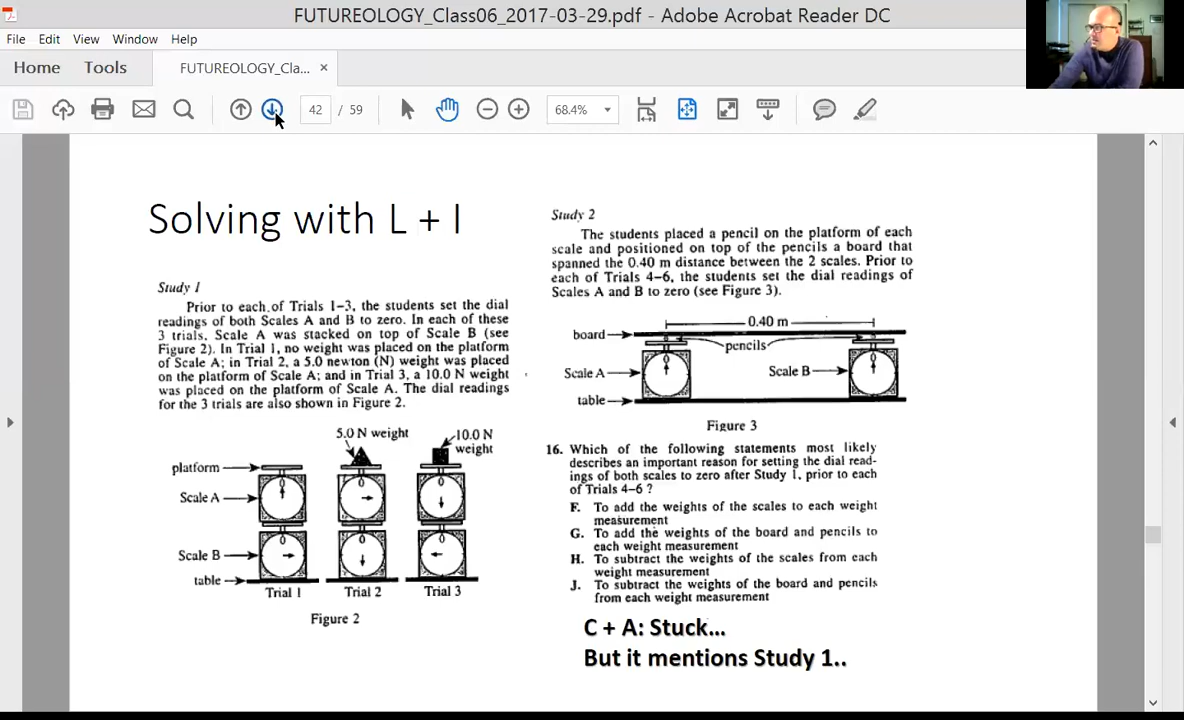 FUTUREOLOGY_Class06_2017-03-29.pdf - Adobe Acrobat Reader DC
File Edit View Window Help
Home Tools FUTUREOLOGY_Cla... ×
42 / 59 68.4%
Solving with L + I
Study 1
Prior to each of Trials 1–3, the students set the dial
readings of both Scales A and B to zero. In each of these
3 trials, Scale A was stacked on top of Scale B (see
Figure 2). In Trial 1, no weight was placed on the platform
of Scale A; in Trial 2, a 5.0 newton (N) weight was placed
on the platform of Scale A; and in Trial 3, a 10.0 N weight
was placed on the platform of Scale A. The dial readings
for the 3 trials are also shown in Figure 2.
5.0 N weight
10.0 N
weight
platform
Scale A
0 0 0
Scale B
0 0 0
table
Trial 1 Trial 2 Trial 3
Figure 2
Study 2
The students placed a pencil on the platform of each
scale and positioned on top of the pencils a board that
spanned the 0.40 m distance between the 2 scales. Prior to
each of Trials 4–6, the students set the dial readings of
Scales A and B to zero (see Figure 3).
0.40 m
board
pencils
Scale A
0
Scale B
0
table
Figure 3
16. Which of the following statements most likely
describes an important reason for setting the dial read-
ings of both scales to zero after Study 1, prior to each
of Trials 4–6 ?
F. To add the weights of the scales to each weight
measurement
G. To add the weights of the board and pencils to
each weight measurement
H. To subtract the weights of the scales from each
weight measurement
J. To subtract the weights of the board and pencils
from each weight measurement
C + A: Stuck...
But it mentions Study 1..